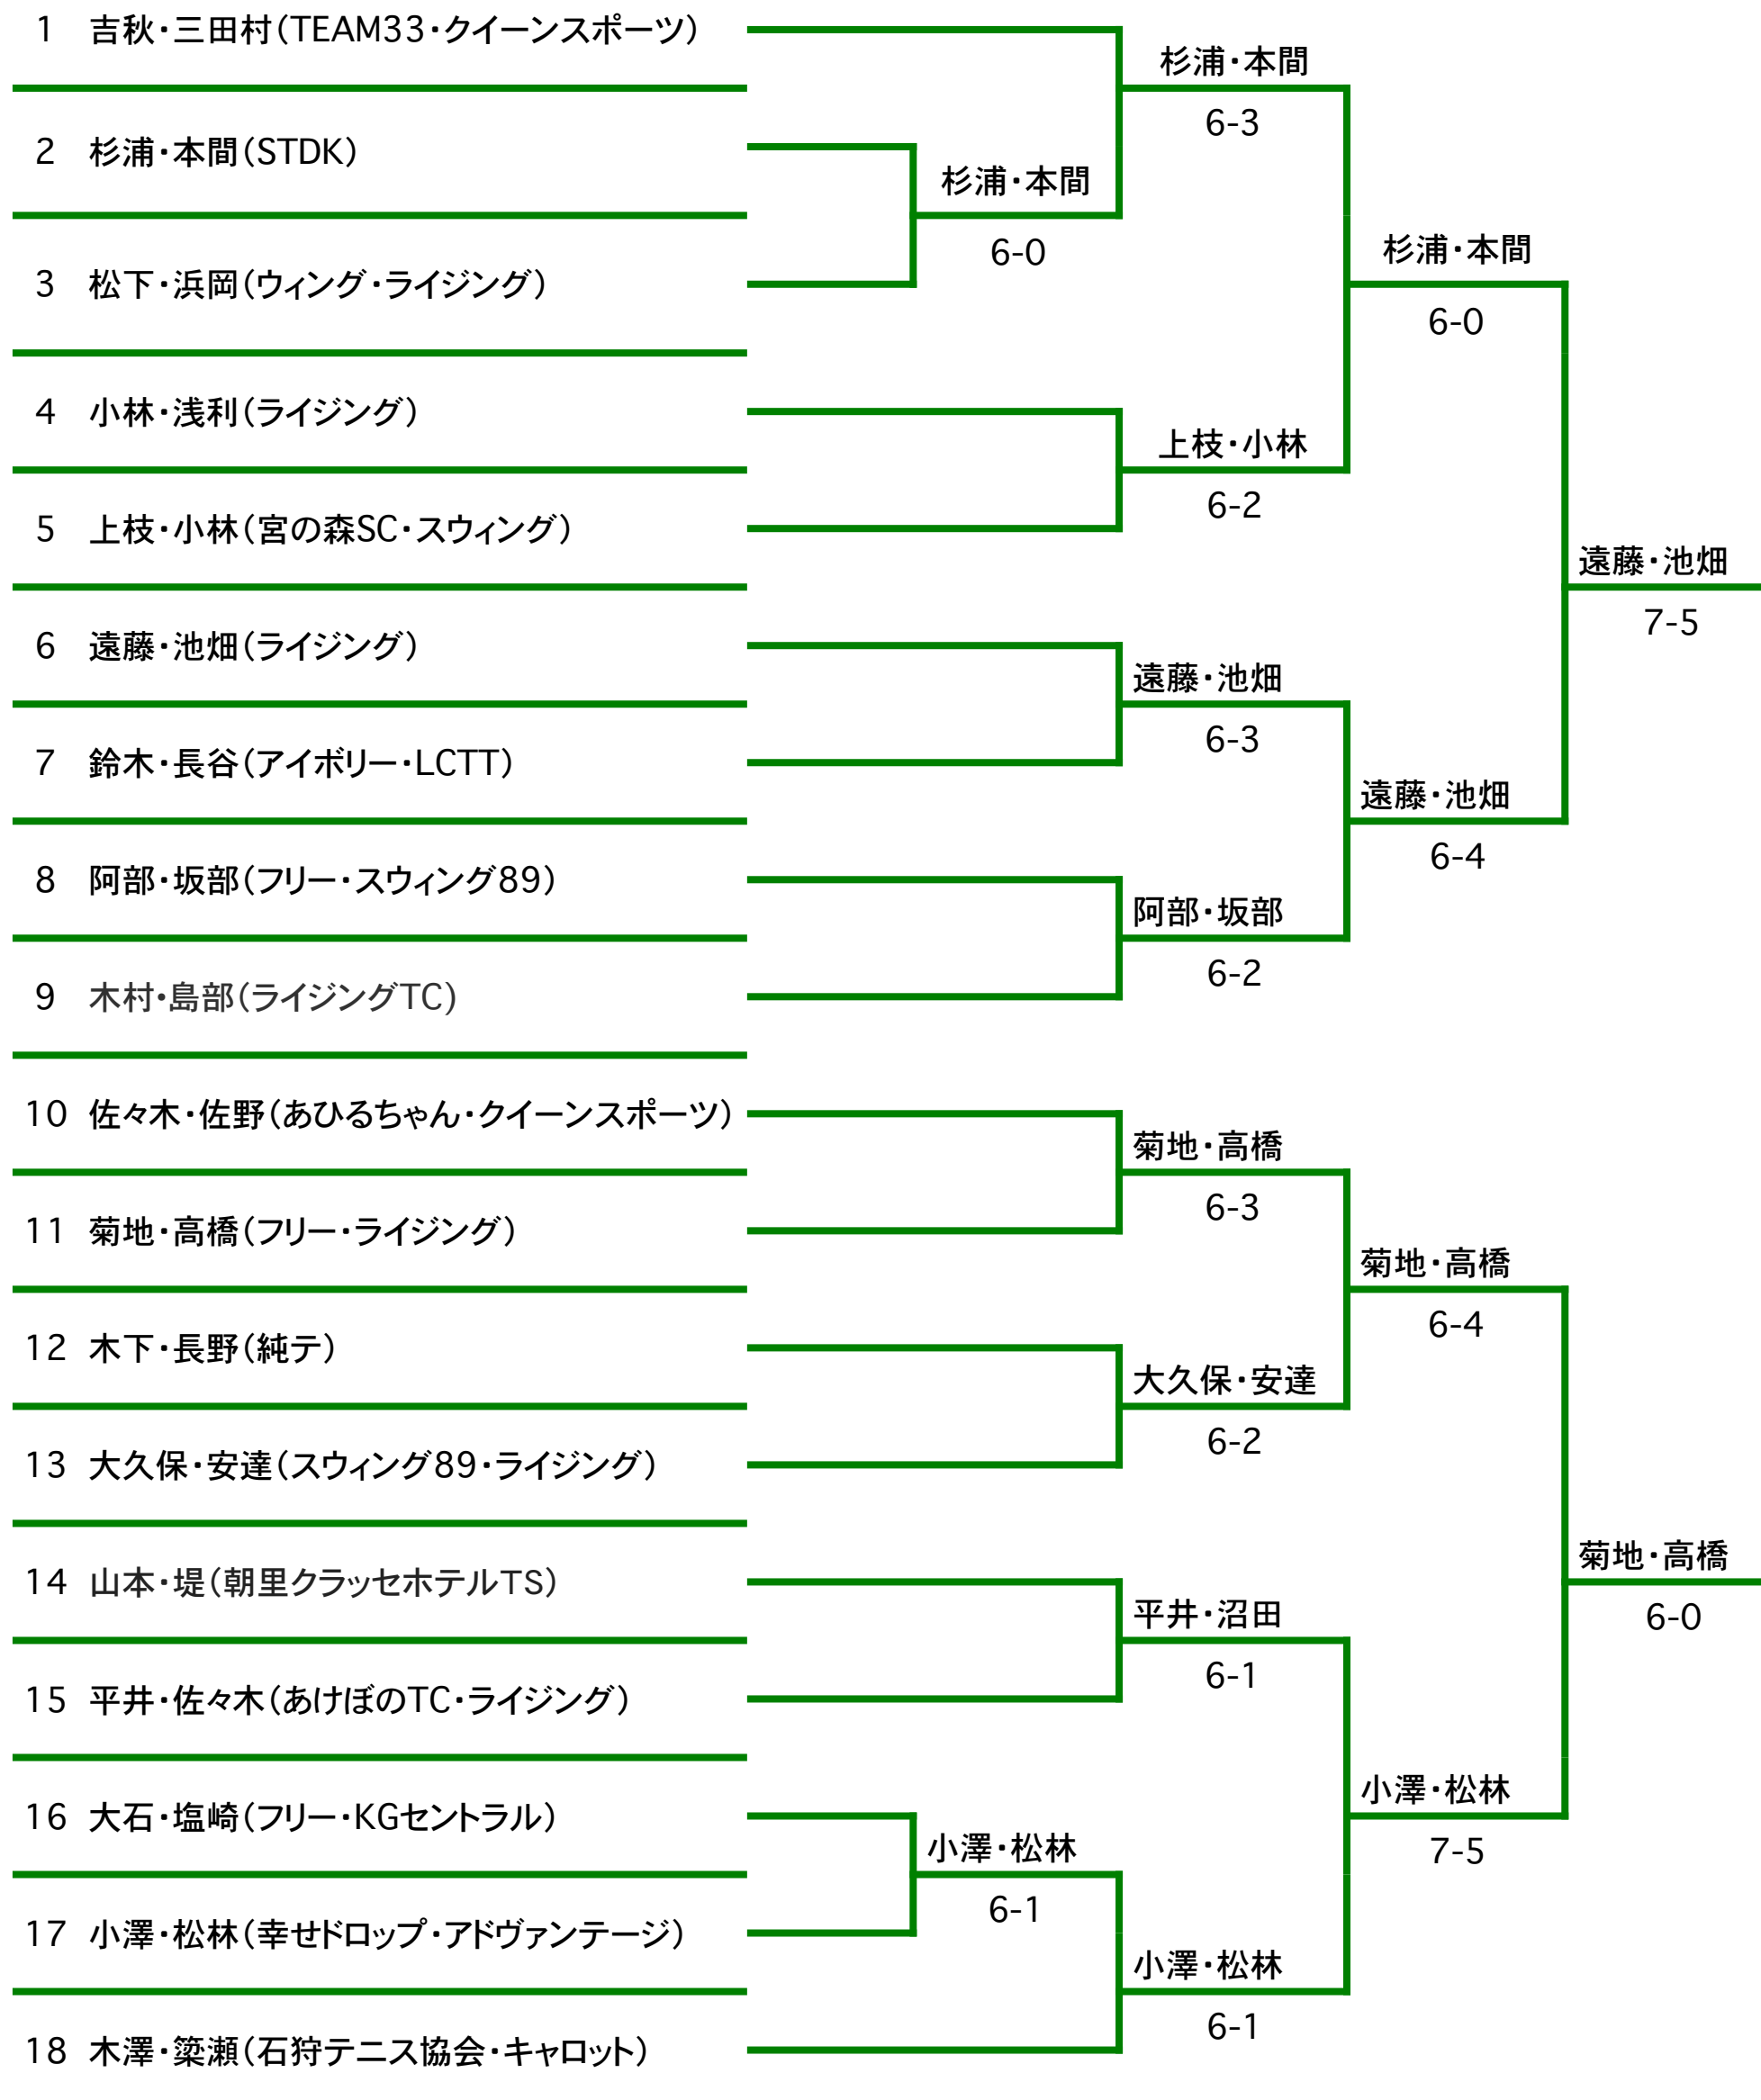 1 吉秋・三田村(TEAM33・クイーンスポーツ)
杉浦・本間
6-3
2 杉浦・本間(STDK)
杉浦・本間
6-0
杉浦・本間
6-0
3 松下・浜岡(ウィング・ライジング)
4 小林・浅利(ライジング)
上枝・小林
6-2
5 上枝・小林(宮の森SC・スウィング)
遠藤・池畑
7-5
6 遠藤・池畑(ライジング)
遠藤・池畑
6-3
7 鈴木・長谷(アイボリー・LCTT)
遠藤・池畑
6-4
8 阿部・坂部(フリー・スウィング89)
阿部・坂部
6-2
9 木村・島部(ライジングTC)
10 佐々木・佐野(あひるちゃん・クイーンスポーツ)
菊地・高橋
6-3
11 菊地・高橋(フリー・ライジング)
菊地・高橋
6-4
12 木下・長野(純テ)
大久保・安達
6-2
13 大久保・安達(スウィング89・ライジング)
菊地・高橋
6-0
14 山本・堤(朝里クラッセホテルTS)
平井・沼田
6-1
15 平井・佐々木(あけぼのTC・ライジング)
小澤・松林
7-5
16 大石・塩崎(フリー・KGセントラル)
小澤・松林
6-1
17 小澤・松林(幸せドロップ・アドヴァンテージ)
小澤・松林
6-1
18 木澤・簗瀬(石狩テニス協会・キャロット)